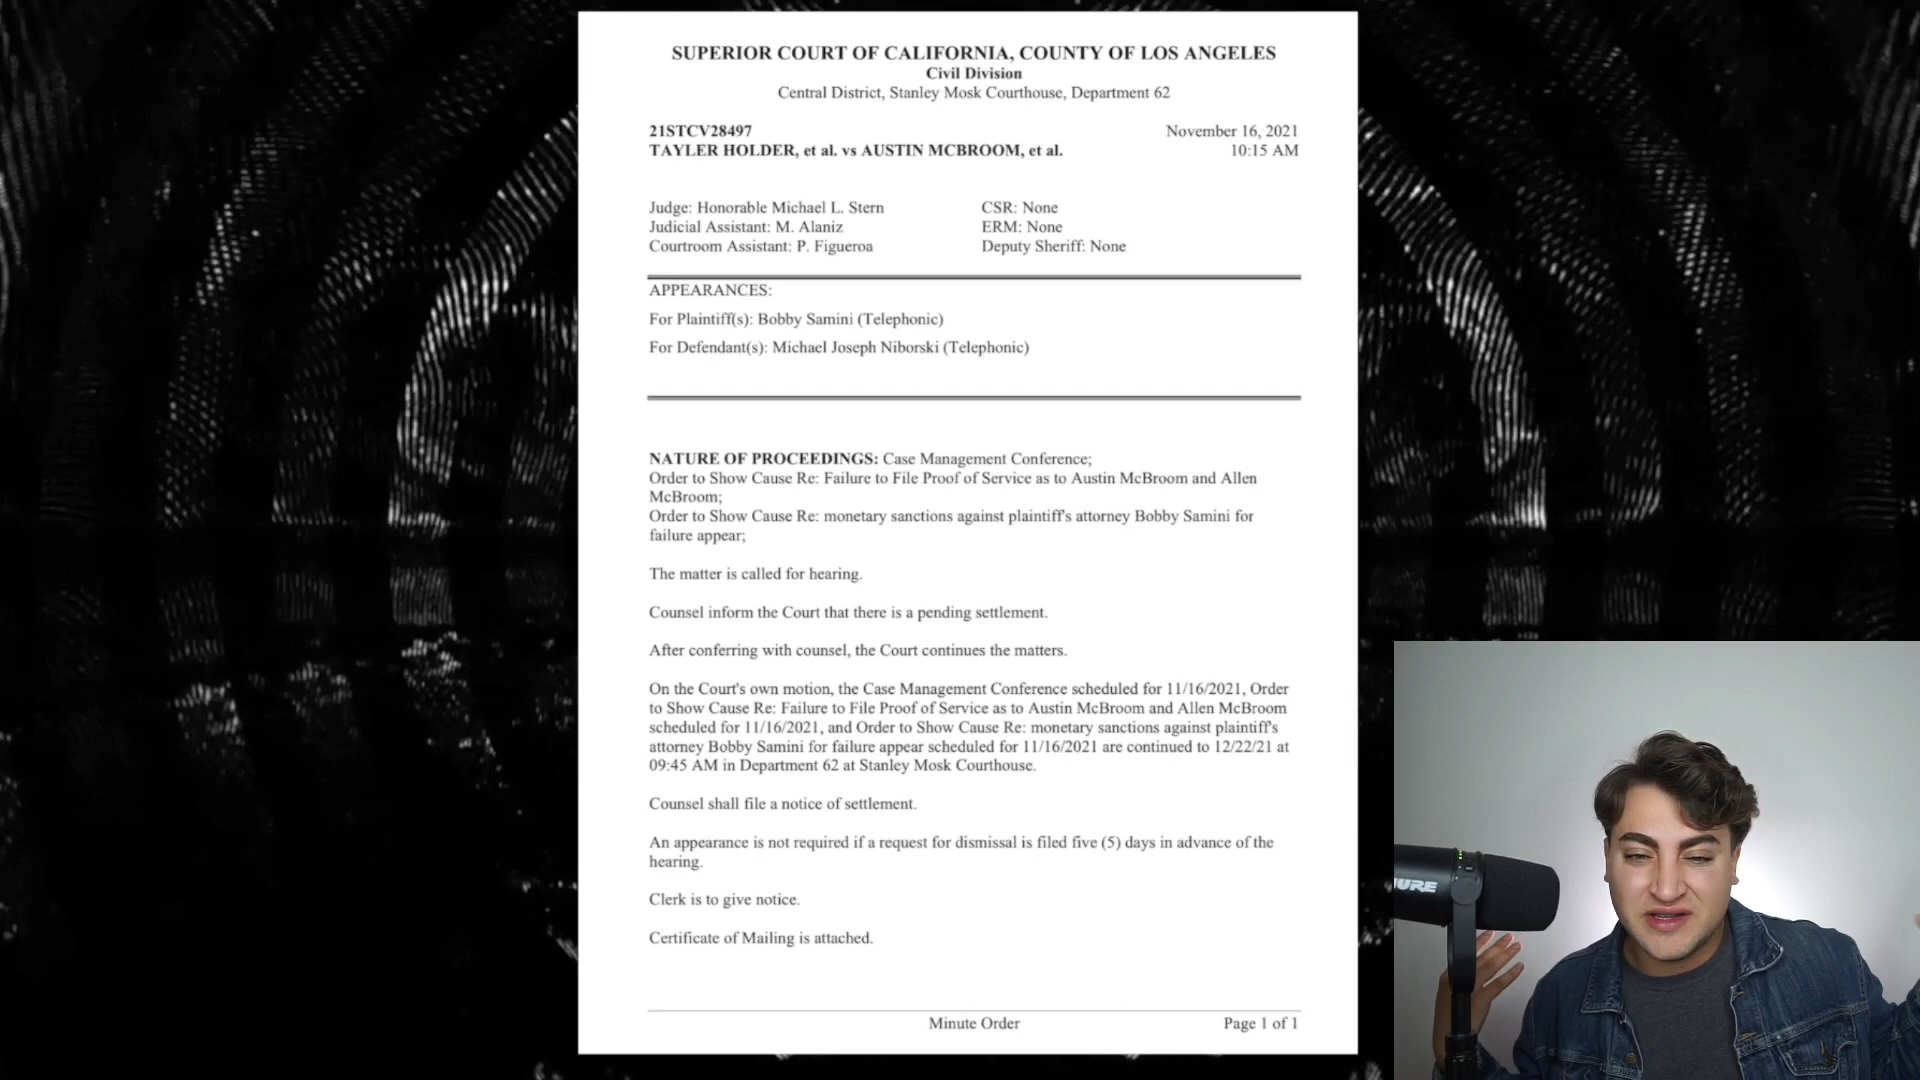 SUPERIOR COURT OF CALIFORNIA, COUNTY OF LOS ANGELES
Civil Division
Central District, Stanley Mosk Courthouse, Department 62
21STCV28497
November 16, 2021
TAYLER HOLDER, et al. vs AUSTIN MCBROOM, et al.
10:15 AM
Judge: Honorable Michael L. Stern
CSR: None
Judicial Assistant: M. Alaniz
ERM: None
Courtroom Assistant: P. Figueroa
Deputy Sheriff: None
APPEARANCES:
For Plaintiff(s): Bobby Samini (Telephonic)
For Defendant(s): Michael Joseph Niborski (Telephonic)
NATURE OF PROCEEDINGS: Case Management Conference;
Order to Show Cause Re: Failure to File Proof of Service as to Austin McBroom and Allen
McBroom;
Order to Show Cause Re: monetary sanctions against plaintiff's attorney Bobby Samini for
failure appear;
The matter is called for hearing.
Counsel inform the Court that there is a pending settlement.
After conferring with counsel, the Court continues the matters.
On the Court's own motion, the Case Management Conference scheduled for 11/16/2021, Order
to Show Cause Re: Failure to File Proof of Service as to Austin McBroom and Allen McBroom
scheduled for 11/16/2021, and Order to Show Cause Re: monetary sanctions against plaintiff's
attorney Bobby Samini for failure appear scheduled for 11/16/2021 are continued to 12/22/21 at
09:45 AM in Department 62 at Stanley Mosk Courthouse.
Counsel shall file a notice of settlement.
An appearance is not required if a request for dismissal is filed five (5) days in advance of the
hearing.
Clerk is to give notice.
Certificate of Mailing is attached.
Minute Order
Page 1 of 1
URE